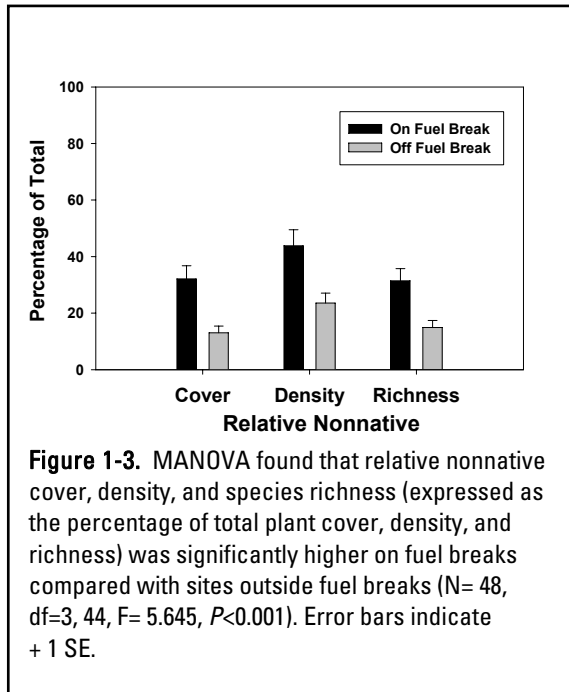 100
80
60
40
20
0
Percentage of Total
On Fuel Break
Off Fuel Break
Cover Density Richness
Relative Nonnative
Figure 1-3. MANOVA found that relative nonnative
cover, density, and species richness (expressed as
the percentage of total plant cover, density, and
richness) was significantly higher on fuel breaks
compared with sites outside fuel breaks (N= 48,
df=3, 44, F= 5.645, P<0.001). Error bars indicate
+ 1 SE.